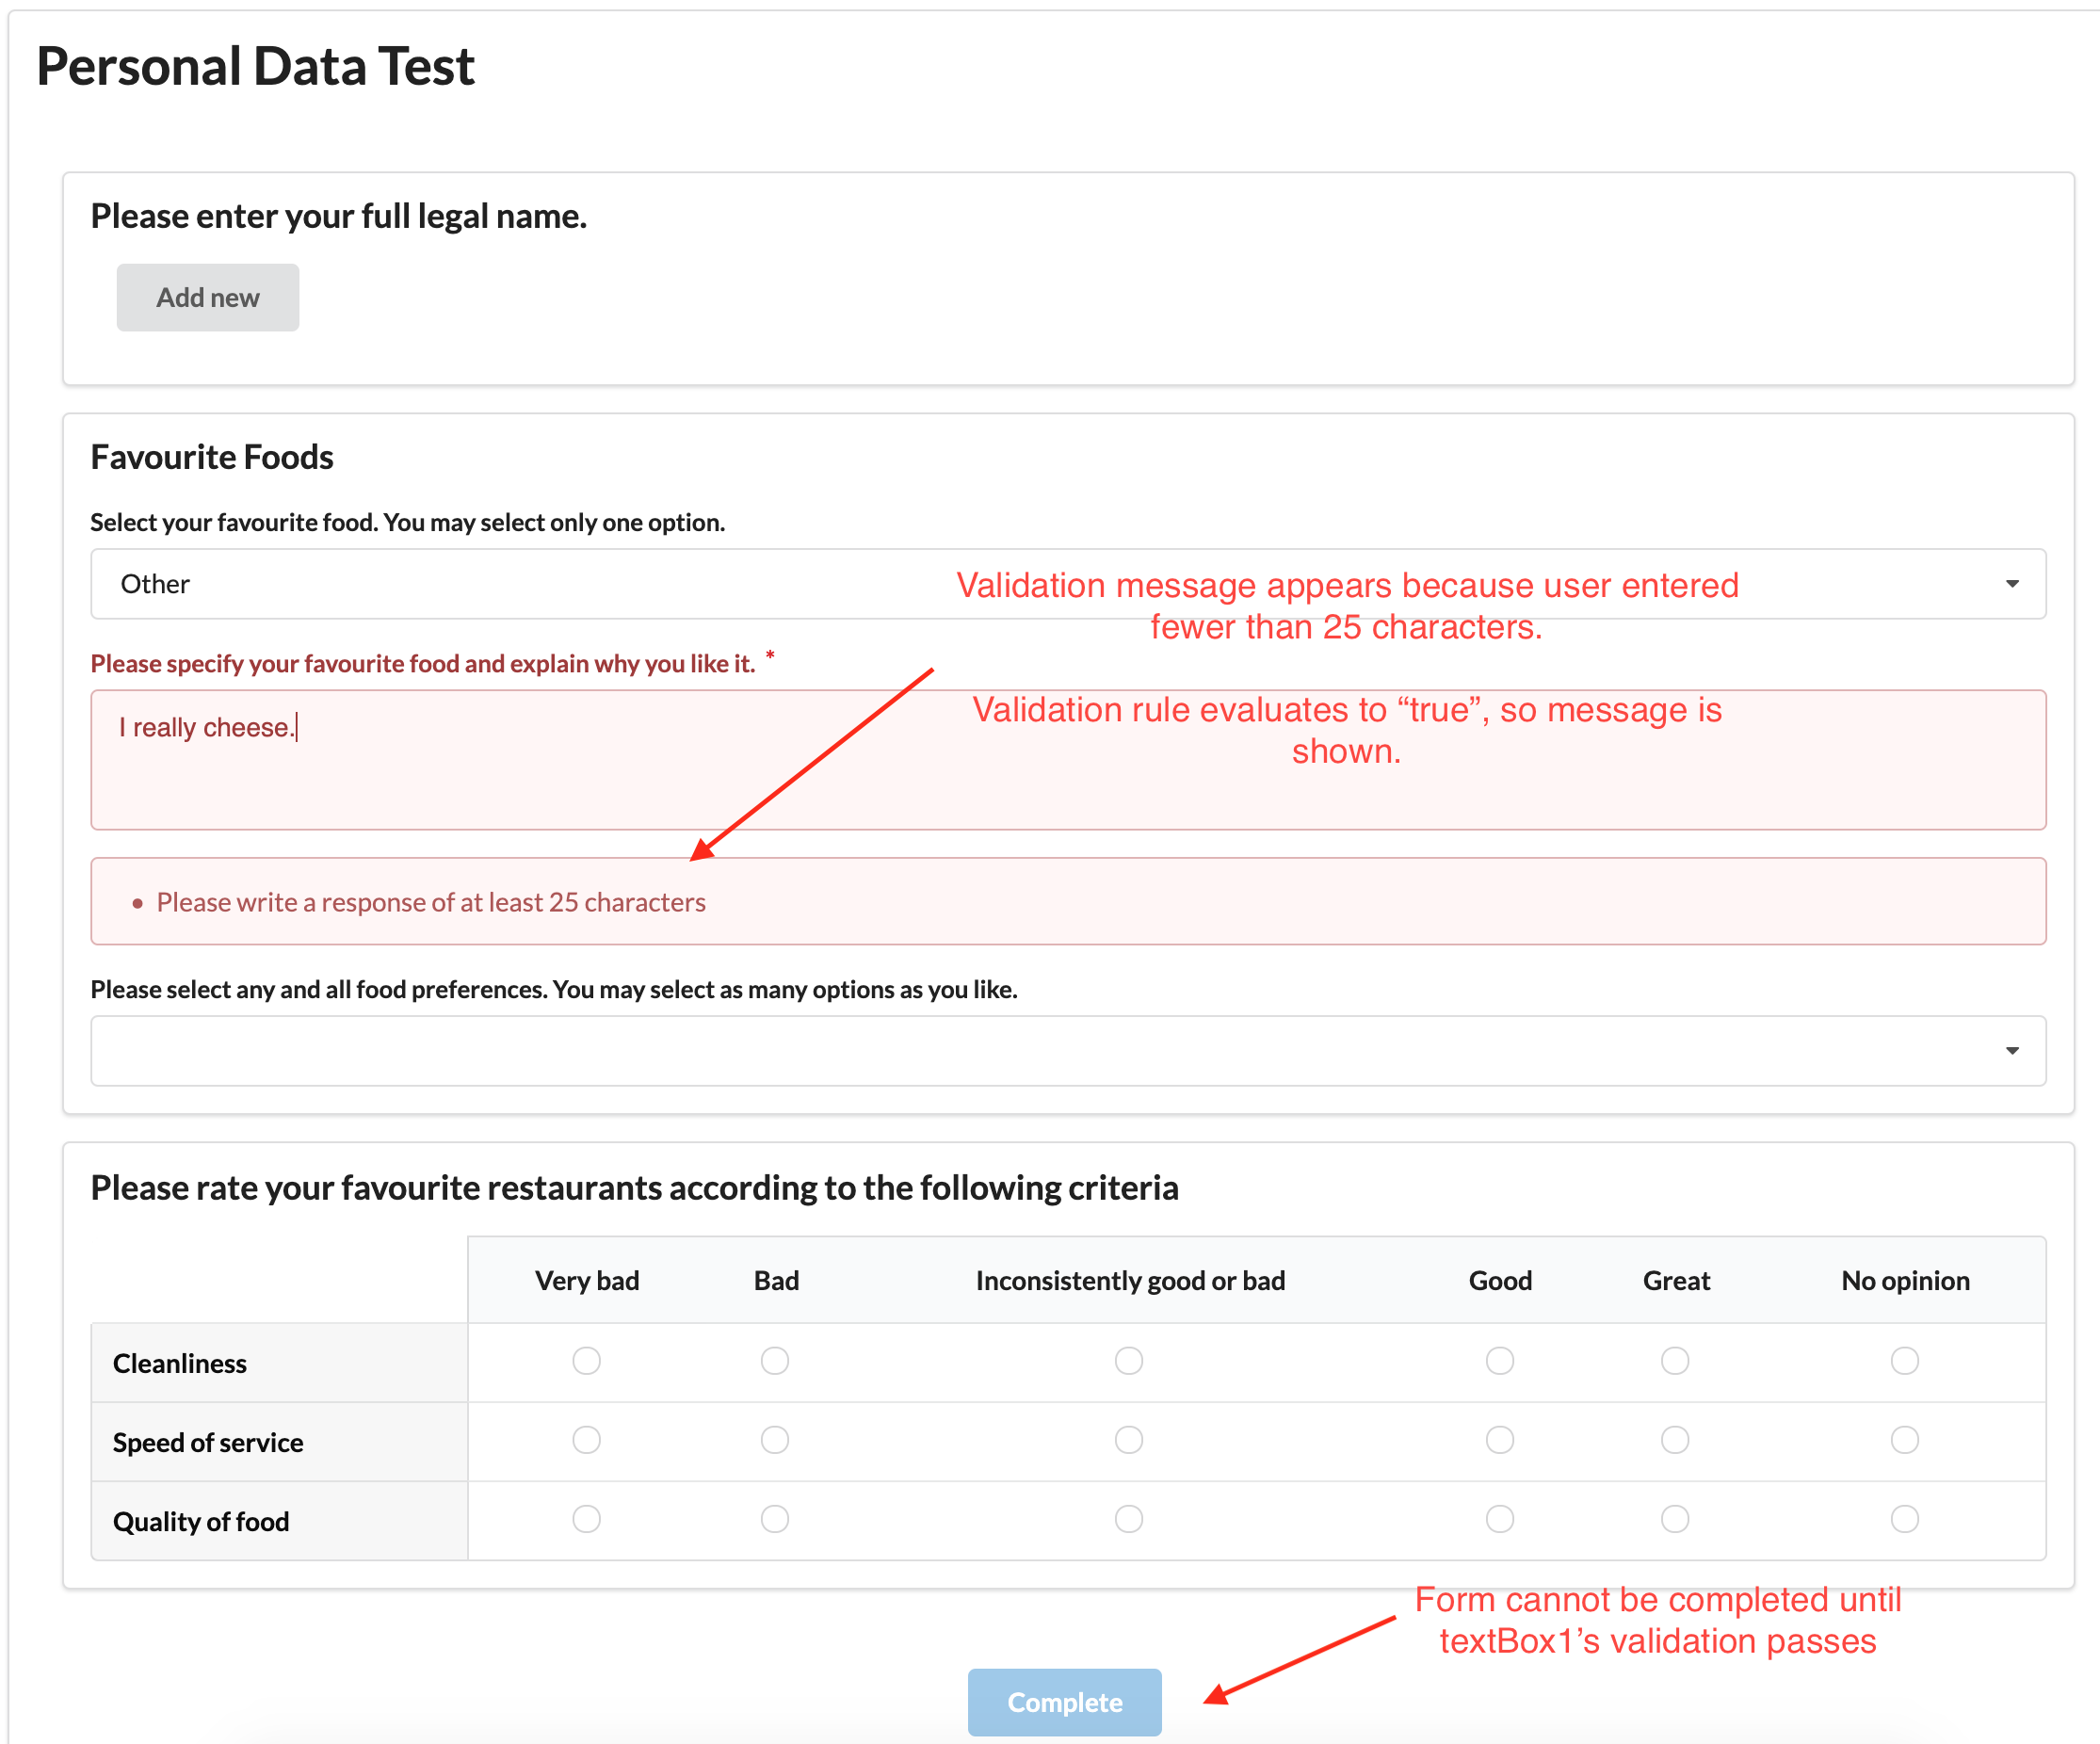 Personal Data Test
Please enter your full legal name.
Add new
Favourite Foods
Select your favourite food. You may select only one option.
Other
Validation message appears because user entered
fewer than 25 characters.
Please specify your favourite food and explain why you like it. *
I really cheese.
Validation rule evaluates to “true”, so message is
shown.
• Please write a response of at least 25 characters
Please select any and all food preferences. You may select as many options as you like.
Please rate your favourite restaurants according to the following criteria
Very bad Bad Inconsistently good or bad Good Great No opinion
Cleanliness
Speed of service
Quality of food
Form cannot be completed until
textBox1’s validation passes
Complete